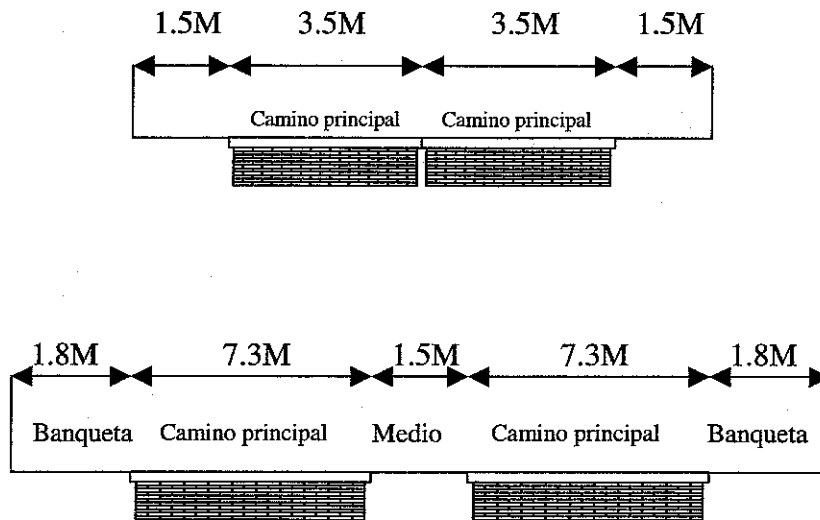 1.5M 3.5M 3.5M 1.5M
Camino principal Camino principal
1.8M 7.3M 1.5M 7.3M 1.8M
Banqueta Camino principal Medio Camino principal Banqueta